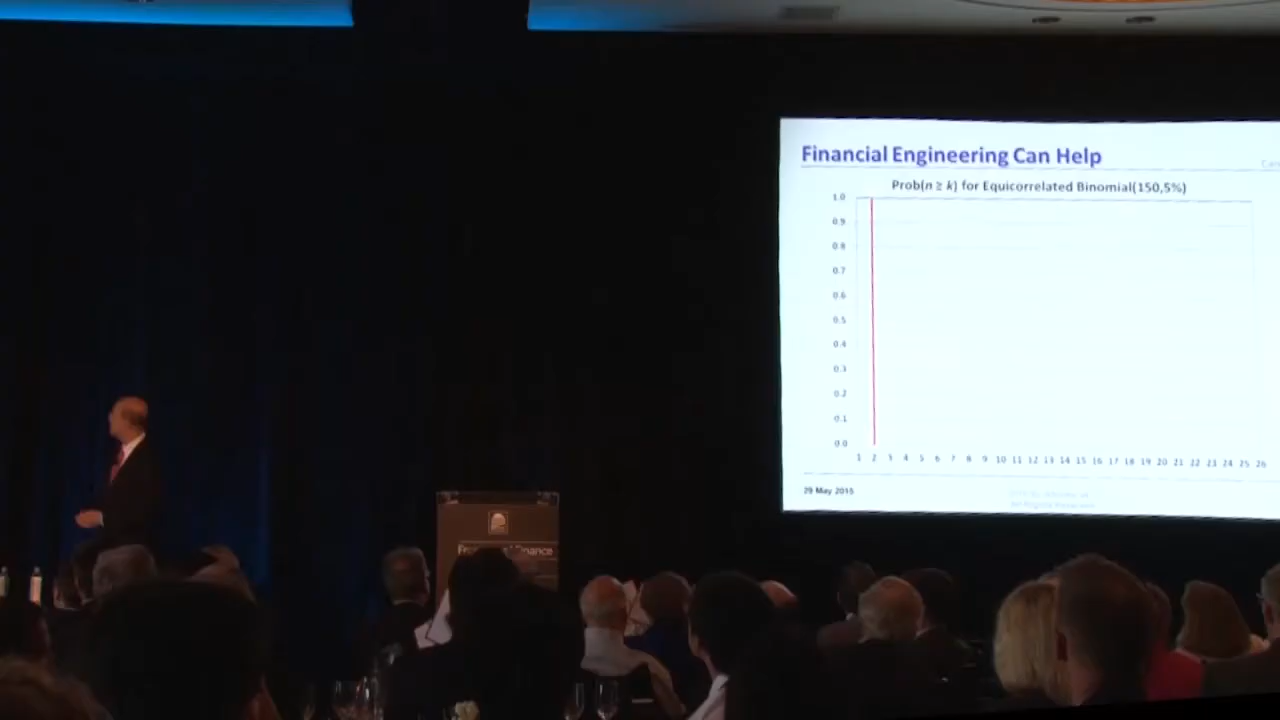 Financial Engineering Can Help
Prob(n ≥ k) for Equicorrelated Binomial(150,5%)
1.0
0.9
0.8
0.7
0.6
0.5
0.4
0.3
0.2
0.1
0.0
1 2 3 4 5 6 7 8 9 10 11 12 13 14 15 16 17 18 19 20 21 22 23 24 25 26
29 May 2015